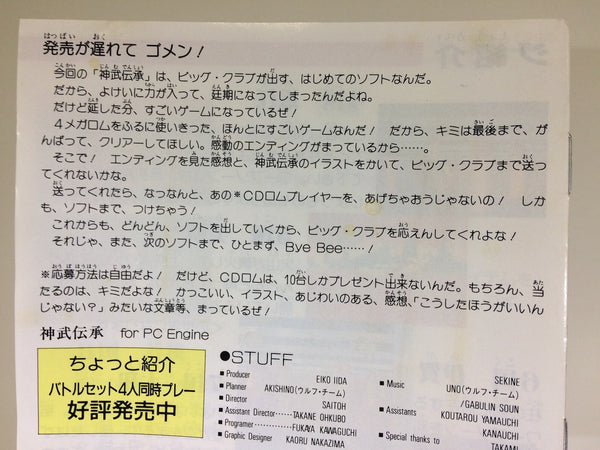 発売が遅れて ゴメン！
今回の「神武伝承」は、ビッグ・クラブが出す、はじめてのソフトなんだ。
だから、よけいに力が入って、延期になってしまったんだよね。
だけど延した分、すごいゲームになっているぜ！
4メガロムをふるに使いきった、ほんとにすごいゲームなんだ！ だから、キミは最後まで、が
んばって、クリアーしてほしい。感動のエンディングがまっているから……。
そこで！ エンディングを見た感想と、神武伝承のイラストをかいて、ビッグ・クラブまで送っ
てくれないかな。
送ってくれたら、なっつんと、あの※CDロムプレイヤーを、あげちゃおうじゃないの！ しか
も、ソフトまで、つけちゃう！
これからも、どんどん、ソフトを出していくから、ビッグ・クラブを応えんしてくれよな！
それじゃ、また、次のソフトまで、ひとまず、Bye Bee……！
※応募方法は自由だよ！ だけど、CDロムは、10台しかプレゼント出来ないんだ。もちろん、当
たるのは、キミだよな！ かっこいい、イラスト、あじわいのある、感想、「こうしたほうがいいん
じゃない？」みたいな文章等、まっているぜ！
神武伝承 for PC Engine
ちょっと紹介
バトルセット4人同時プレー
好評発売中
●STUFF
■ Producer EIKO IIDA
■ Planner AKISHINO(ウルフ・チーム)
■ Director SAITOH
■ Assistant Director……TAKANE OHKUBO
■ Programer………FUKAYA KAWAGUCHI
■ Graphic Designer KAORU NAKAZIMA
SEKINE
■ Music UNO(ウルフ・チーム)
/GABULIN SOUN
■ Assistants KOUTAROU YAMAUCHI
KANAUCHI
■ Special thanks to TAKAMI